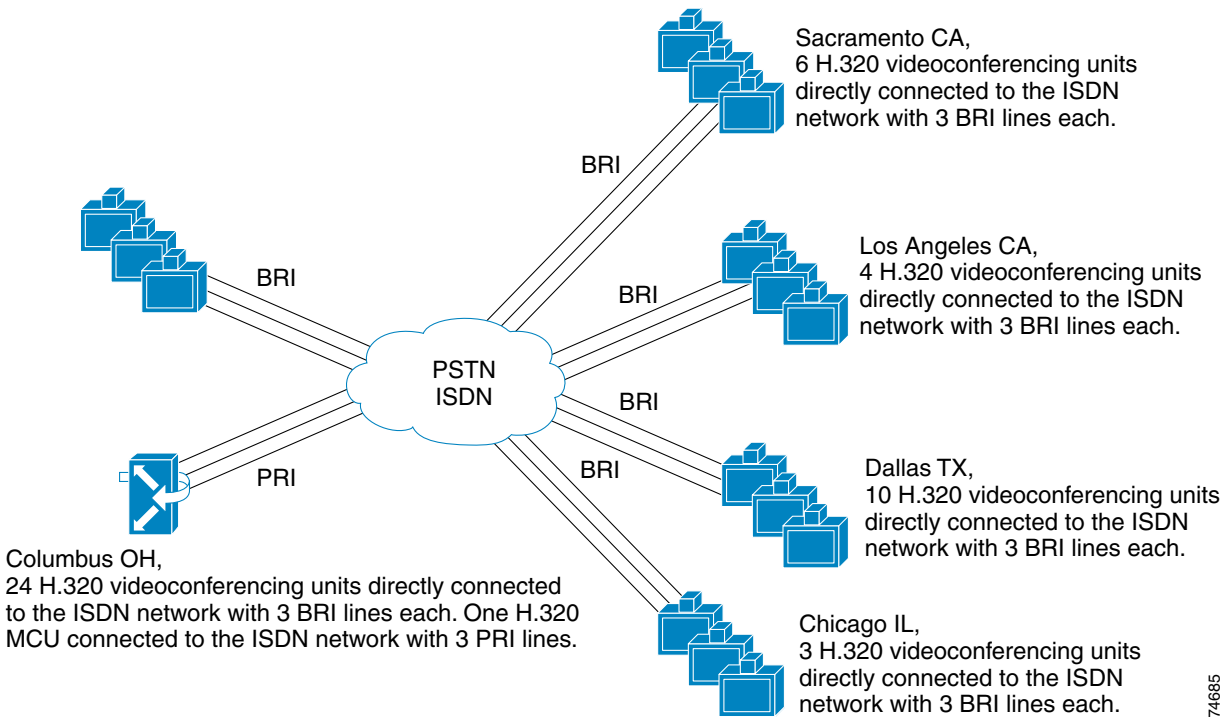 Sacramento CA,
6 H.320 videoconferencing units
directly connected to the ISDN
network with 3 BRI lines each.
BRI
BRI
Los Angeles CA,
4 H.320 videoconferencing units
directly connected to the ISDN
network with 3 BRI lines each.
BRI
PSTN
ISDN
BRI
PRI
BRI
Dallas TX,
10 H.320 videoconferencing units
directly connected to the ISDN
network with 3 BRI lines each.
Columbus OH,
24 H.320 videoconferencing units directly connected
to the ISDN network with 3 BRI lines each. One H.320
MCU connected to the ISDN network with 3 PRI lines.
Chicago IL,
3 H.320 videoconferencing units
directly connected to the ISDN
network with 3 BRI lines each.
74685